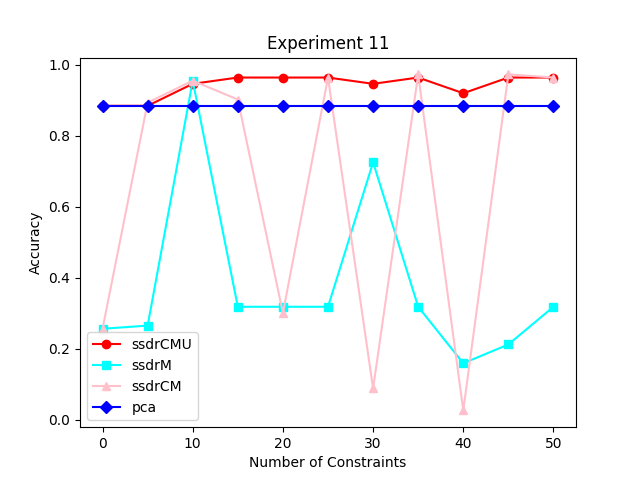 Experiment 11
Accuracy
1.0
0.8
0.6
0.4
0.2
0.0
ssdrCMU
ssdrM
ssdrCM
pca
0 10 20 30 40 50
Number of Constraints